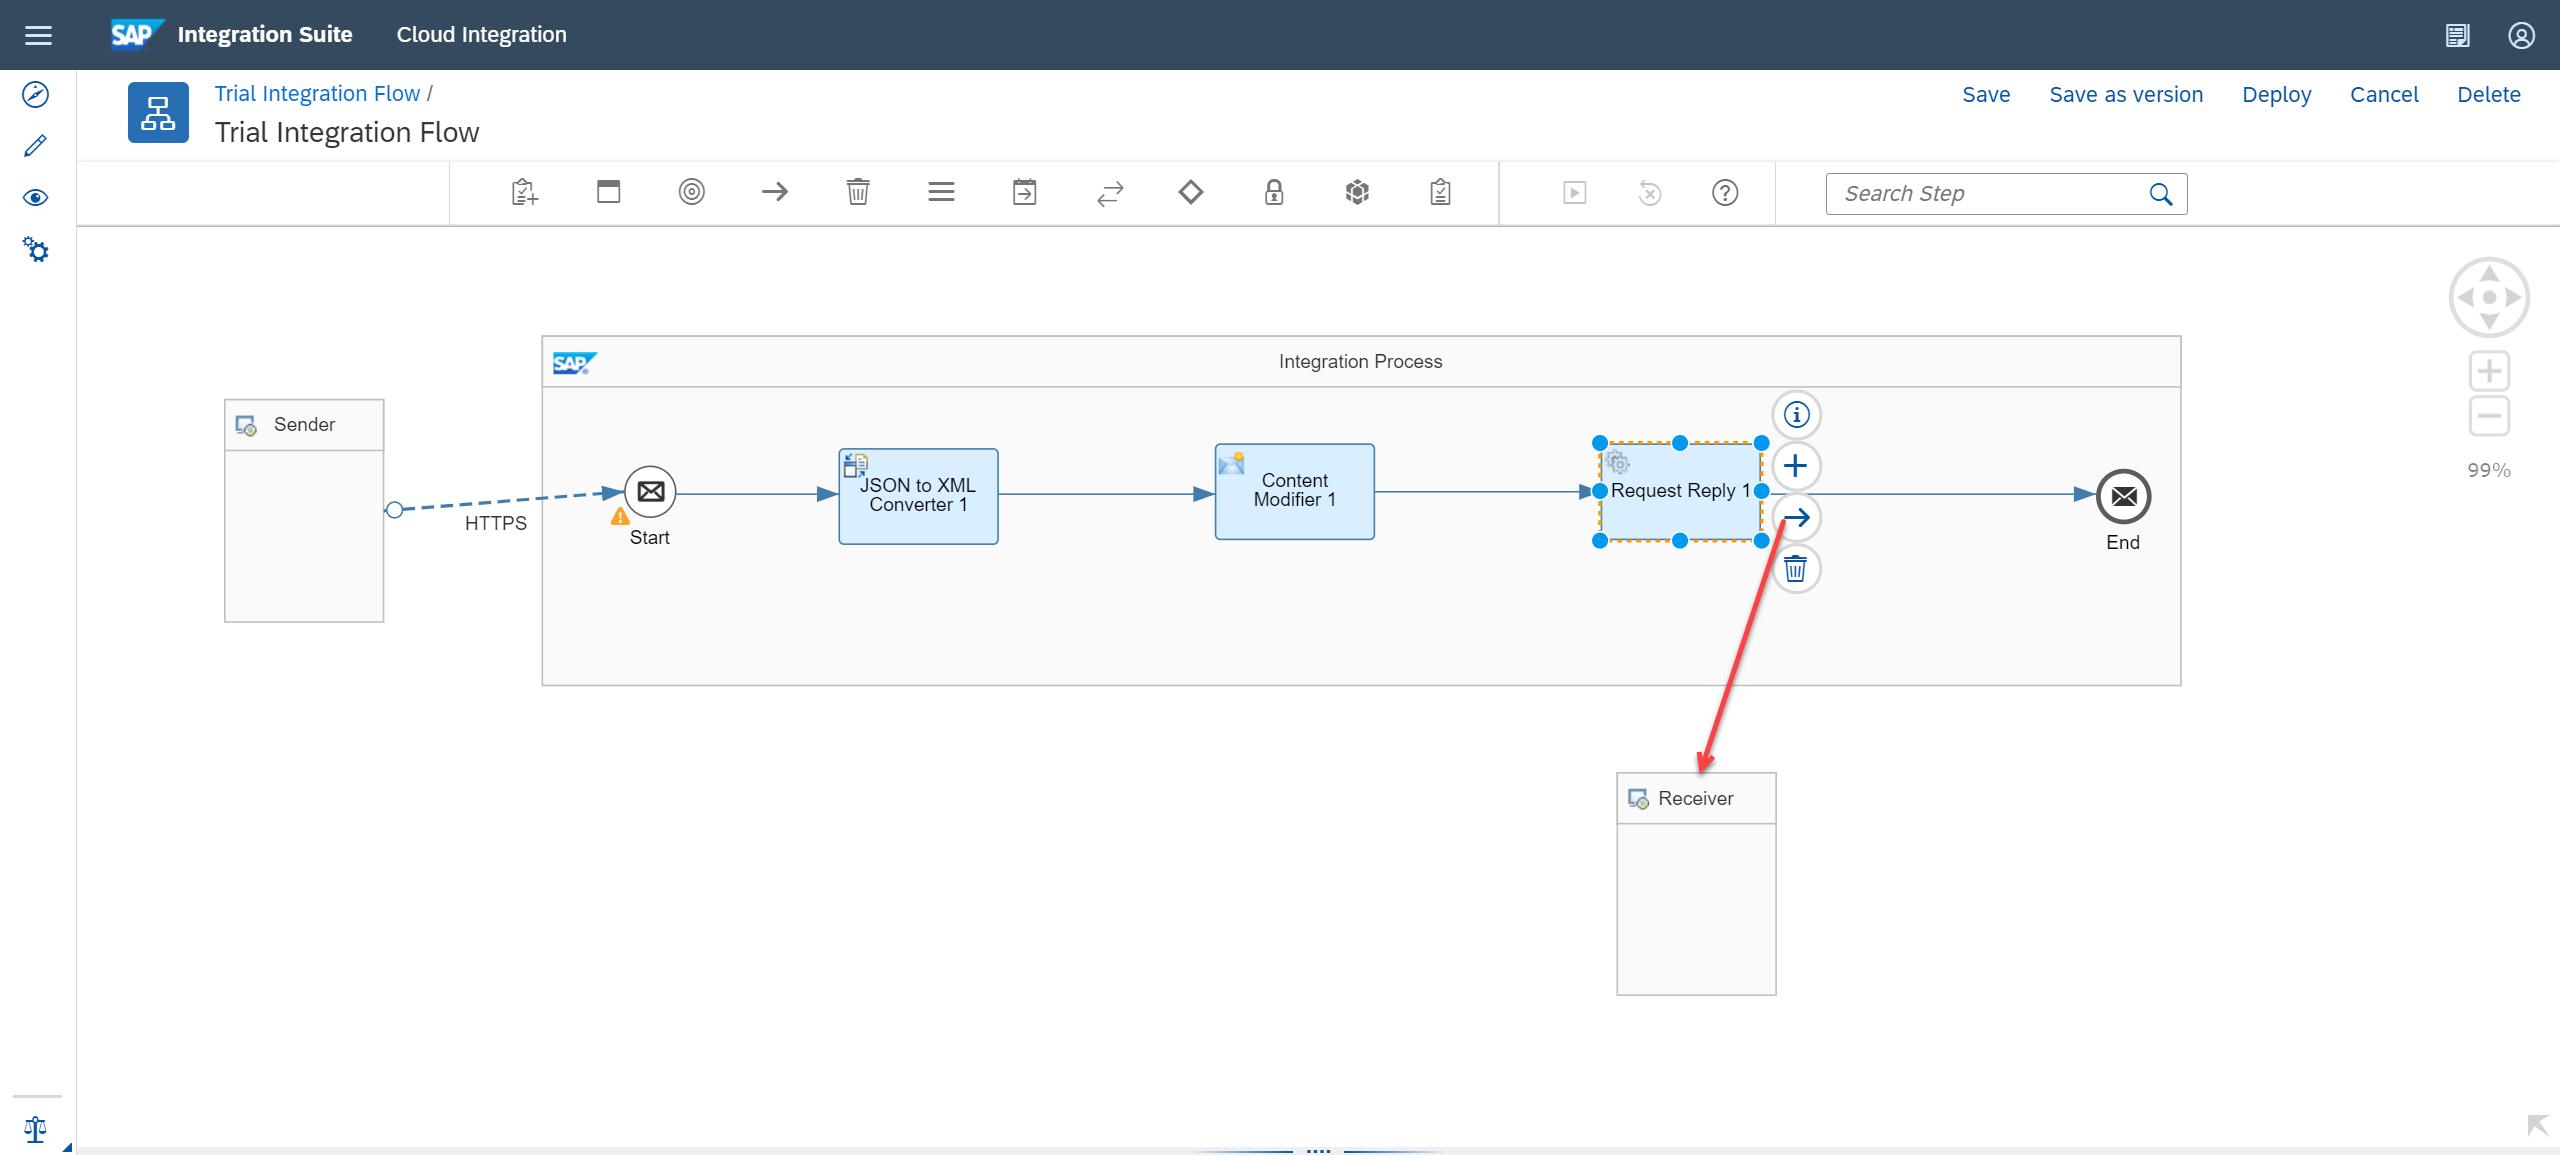 SAP Integration Suite Cloud Integration
Trial Integration Flow /
Trial Integration Flow
Save Save as version Deploy Cancel Delete
Search Step
99%
SAP Integration Process
Sender
HTTPS
Start
JSON to XML
Converter 1
Content
Modifier 1
Request Reply 1
End
Receiver